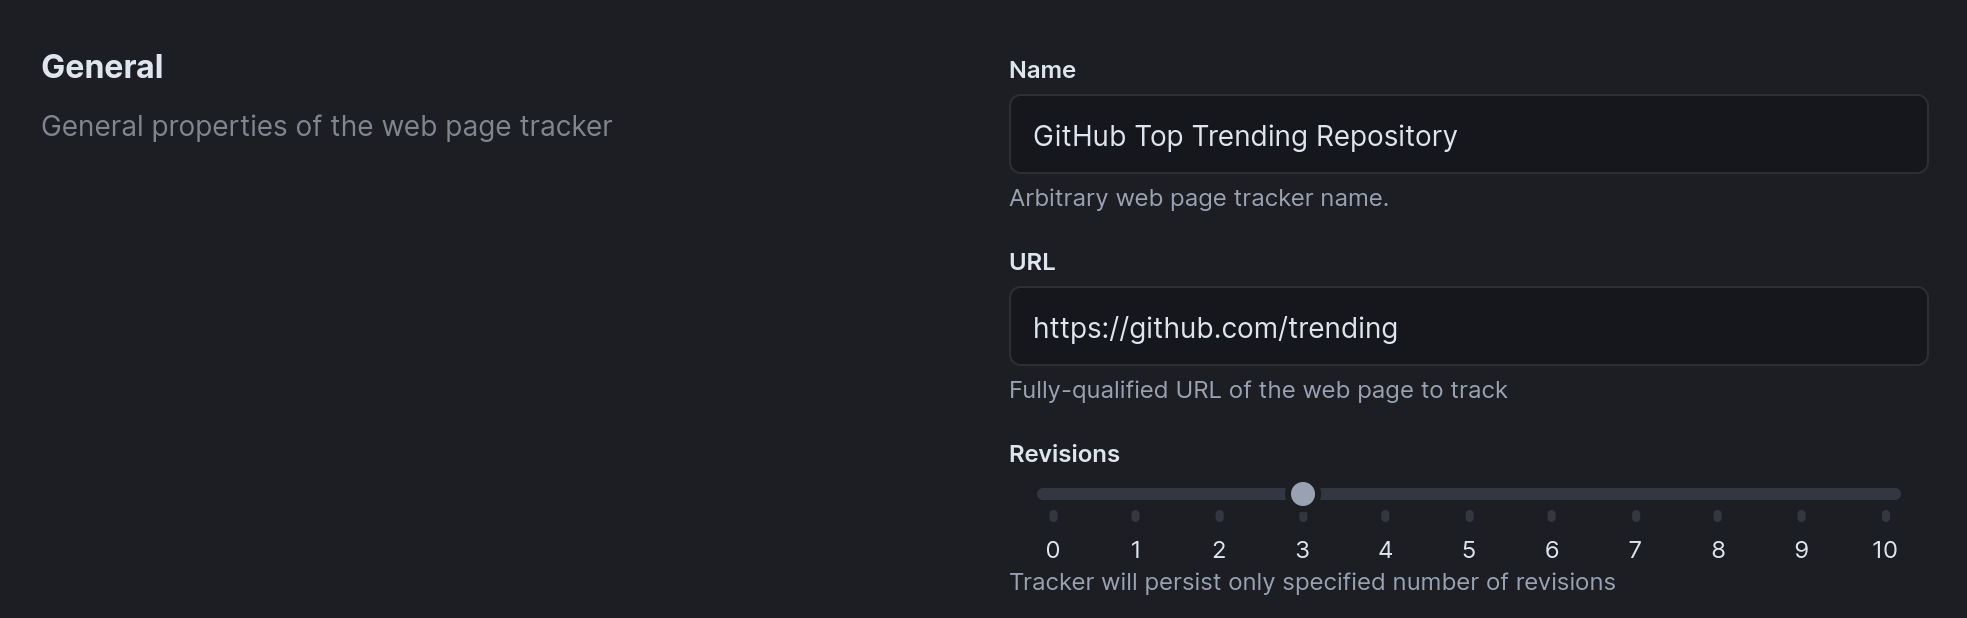 General
General properties of the web page tracker
Name
GitHub Top Trending Repository
Arbitrary web page tracker name.
URL
https://github.com/trending
Fully-qualified URL of the web page to track
Revisions
0 1 2 3 4 5 6 7 8 9 10
Tracker will persist only specified number of revisions